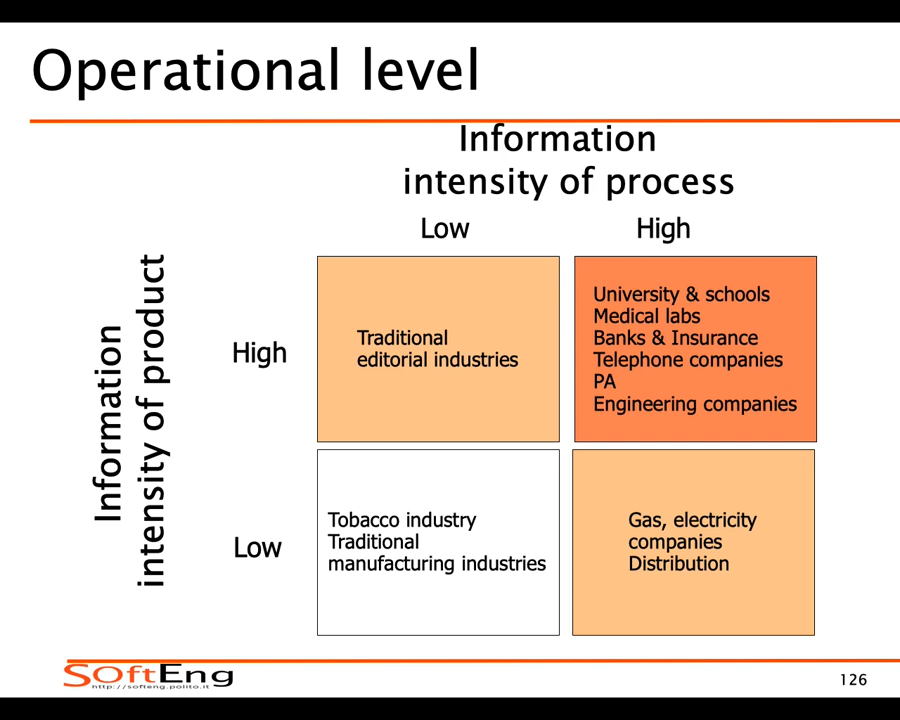 Operational level
Information
intensity of process
Low
High
Information
intensity of product
High
Traditional
editorial industries
University & schools
Medical labs
Banks & Insurance
Telephone companies
PA
Engineering companies
Low
Tobacco industry
Traditional
manufacturing industries
Gas, electricity
companies
Distribution
SOftEng
http://softeng.polito.it
126